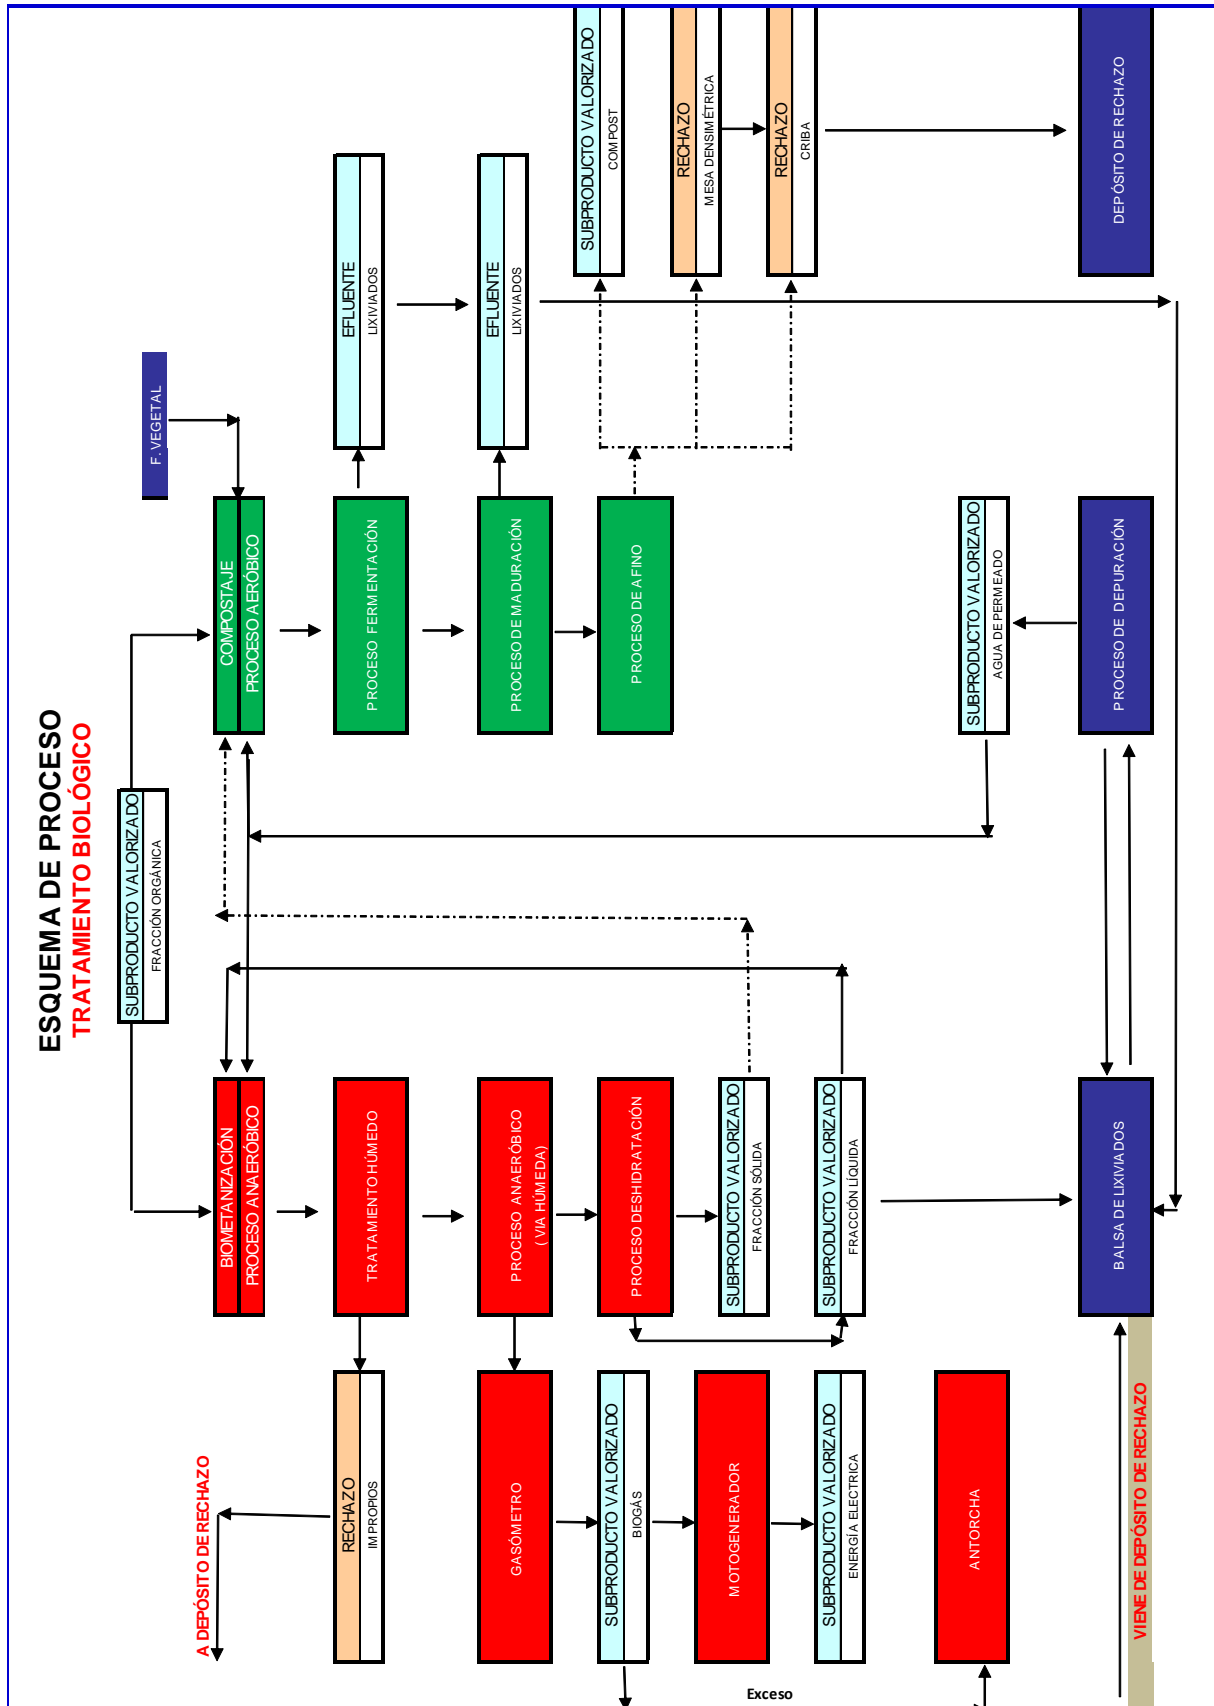 ESQUEMA DE PROCESO
TRATAMIENTO BIOLÓGICO
SUBPRODUCTO VALORIZADO
FRACCIÓN ORGÁNICA
F. VEGETAL
BIOMETANIZACIÓN
PROCESO ANAERÓBICO
COMPOSTAJE
PROCESO AERÓBICO
A DEPÓSITO DE RECHAZO
RECHAZO
IMPROPIOS
TRATAMIENTO HÚMEDO
PROCESO FERMENTACIÓN
EFLUENTE
LIXIVIADOS
GASÓMETRO
PROCESO ANAERÓBICO
( VIA HÚMEDA)
PROCESO DE MADURACIÓN
EFLUENTE
LIXIVIADOS
SUBPRODUCTO VALORIZADO
BIOGÁS
PROCESO DESHIDRATACIÓN
PROCESO DE AFINO
SUBPRODUCTO VALORIZADO
COMPOST
MOTOGENERADOR
SUBPRODUCTO VALORIZADO
FRACCIÓN SÓLIDA
RECHAZO
MESA DENSIMÉTRICA
Exceso
SUBPRODUCTO VALORIZADO
ENERGÍA ELECTRICA
SUBPRODUCTO VALORIZADO
FRACCIÓN LÍQUIDA
RECHAZO
CRIBA
ANTORCHA
SUBPRODUCTO VALORIZADO
AGUA DE PERMEADO
VIENE DE DEPÓSITO DE RECHAZO
BALSA DE LIXIVIADOS
PROCESO DE DEPURACIÓN
DEPÓSITO DE RECHAZO